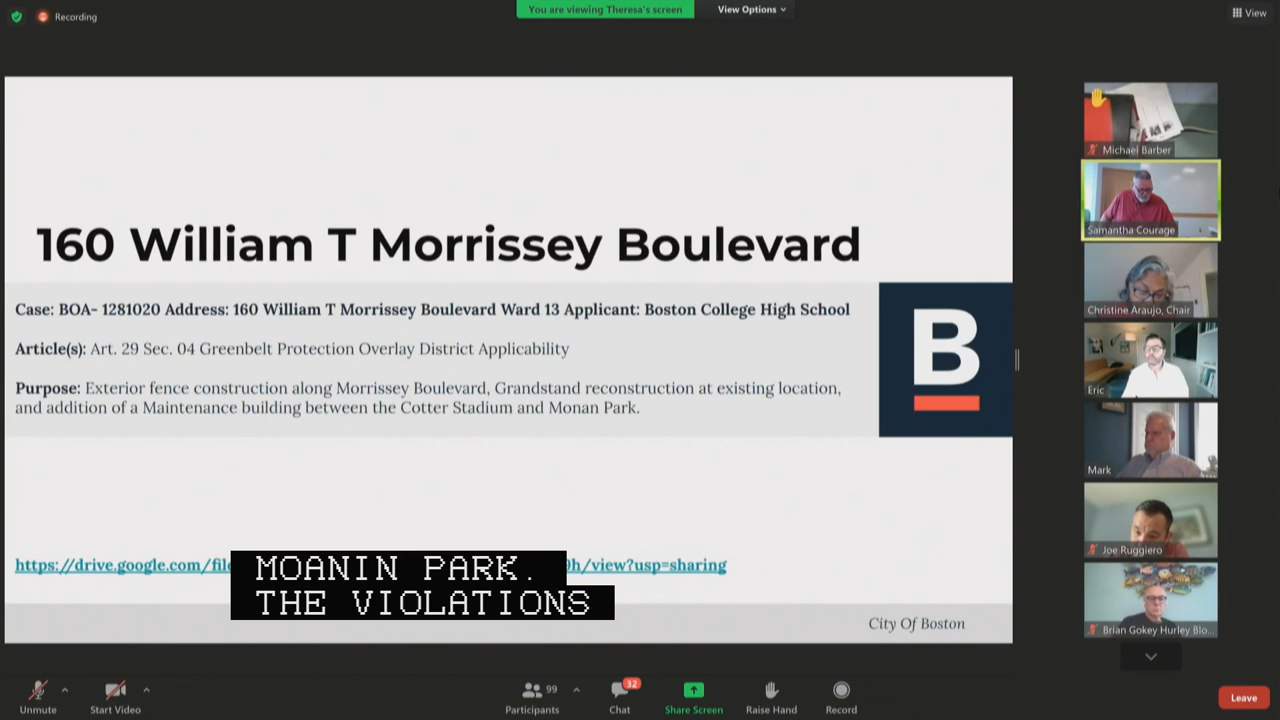 Recording
You are viewing Theresa's screen
View Options
View
160 William T Morrissey Boulevard
Case: BOA- 1281020 Address: 160 William T Morrissey Boulevard Ward 13 Applicant: Boston College High School
Article(s): Art. 29 Sec. 04 Greenbelt Protection Overlay District Applicability
Purpose: Exterior fence construction along Morrissey Boulevard, Grandstand reconstruction at existing location,
and addition of a Maintenance building between the Cotter Stadium and Monan Park.
B
https://drive.google.com/file h/view?usp=sharing
MOANIN PARK.
THE VIOLATIONS
City Of Boston
Michael Barber
Samantha Courage
Christine Araujo, Chair
Eric
Mark
Joe Ruggiero
Brian Gokey Hurley Blo...
Unmute
Start Video
99
Participants
32
Chat
Share Screen
Raise Hand
Record
Leave